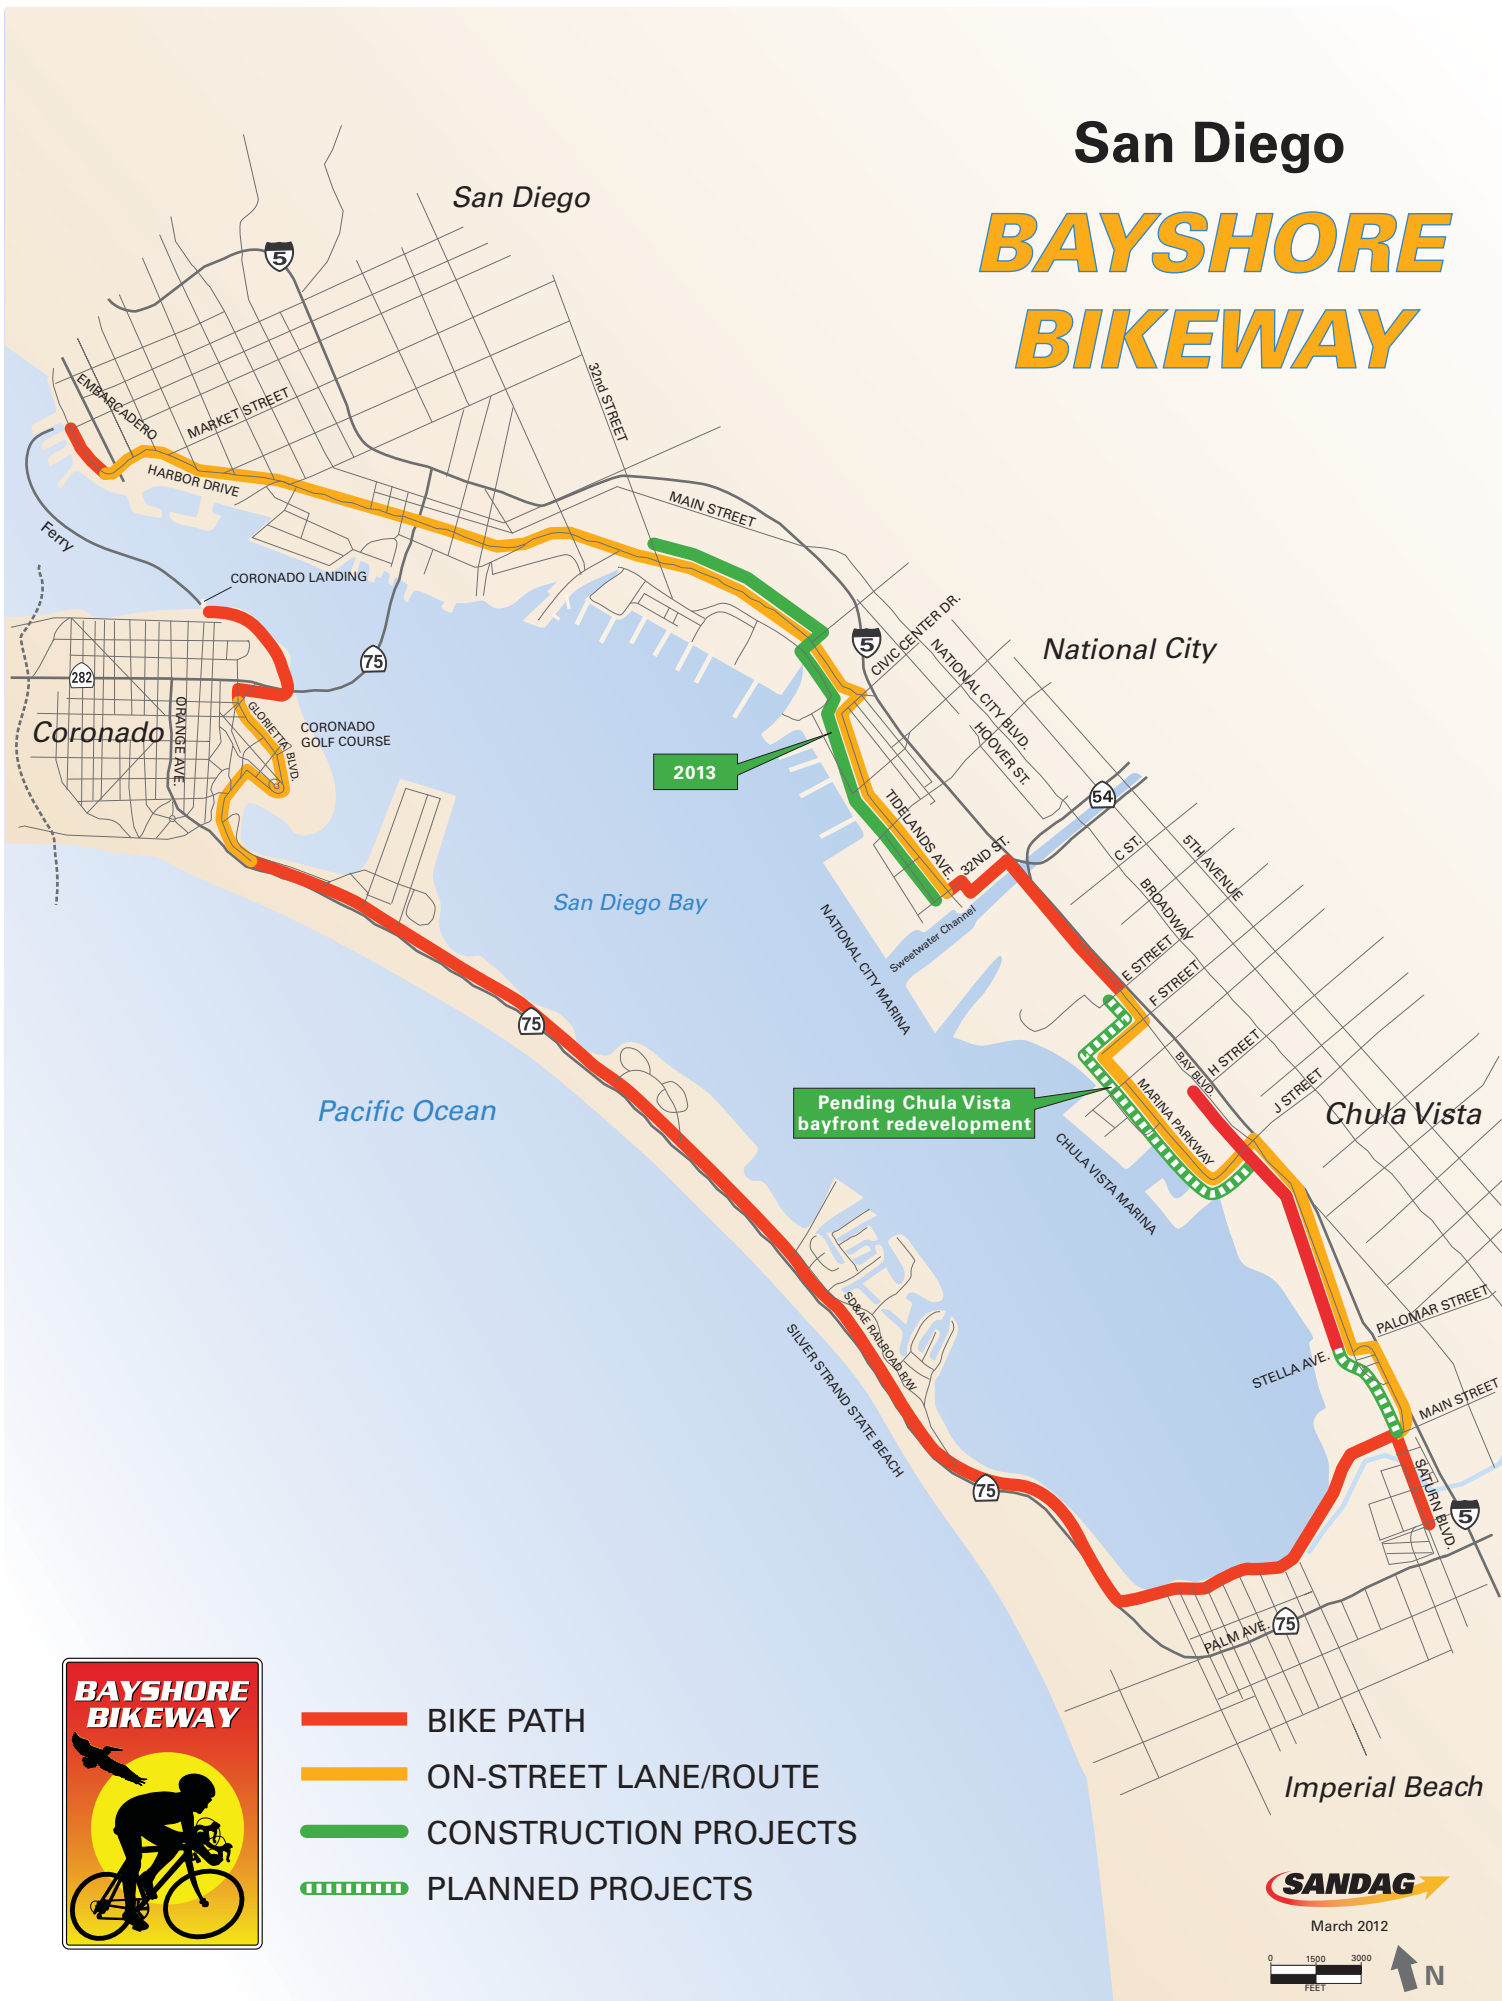 San Diego
BAYSHORE
BIKEWAY
San Diego
5
EMBARCADERO
MARKET STREET
32nd STREET
HARBOR DRIVE
MAIN STREET
Ferry
CORONADO LANDING
75
282
Coronado
ORANGE AVE.
GLORIETTA BLVD.
CORONADO
GOLF COURSE
5
CIVIC CENTER DR.
National City
NATIONAL CITY BLVD.
HOOVER ST.
2013
54
TIDELANDS AVE.
32ND ST.
C ST.
5TH AVENUE
BROADWAY
San Diego Bay
NATIONAL CITY MARINA
Sweetwater Channel
E STREET
F STREET
75
Pacific Ocean
BAY BLVD.
H STREET
J STREET
Chula Vista
Pending Chula Vista
bayfront redevelopment
MARINA PARKWAY
CHULA VISTA MARINA
SD&AE RAILROAD R/W
SILVER STRAND STATE BEACH
PALOMAR STREET
STELLA AVE.
MAIN STREET
SATURN BLVD.
75
5
PALM AVE.
75
Imperial Beach
BAYSHORE
BIKEWAY
BIKE PATH
ON-STREET LANE/ROUTE
CONSTRUCTION PROJECTS
PLANNED PROJECTS
SANDAG
March 2012
0 1500 3000
FEET
N